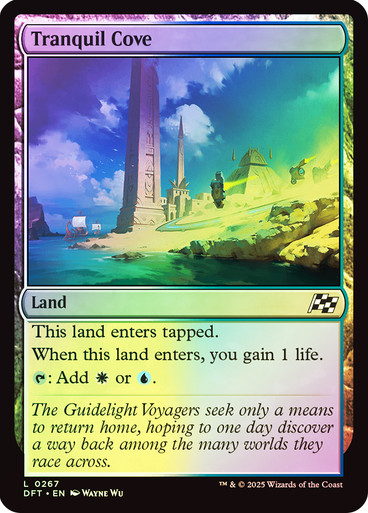 Tranquil Cove
Land
This land enters tapped.
When this land enters, you gain 1 life.
: Add or .
The Guidelight Voyagers seek only a means
to return home, hoping to one day discover
a way back among the many worlds they
race across.
L 0267
DFT • EN Wayne Wu
™ & © 2025 Wizards of the Coast